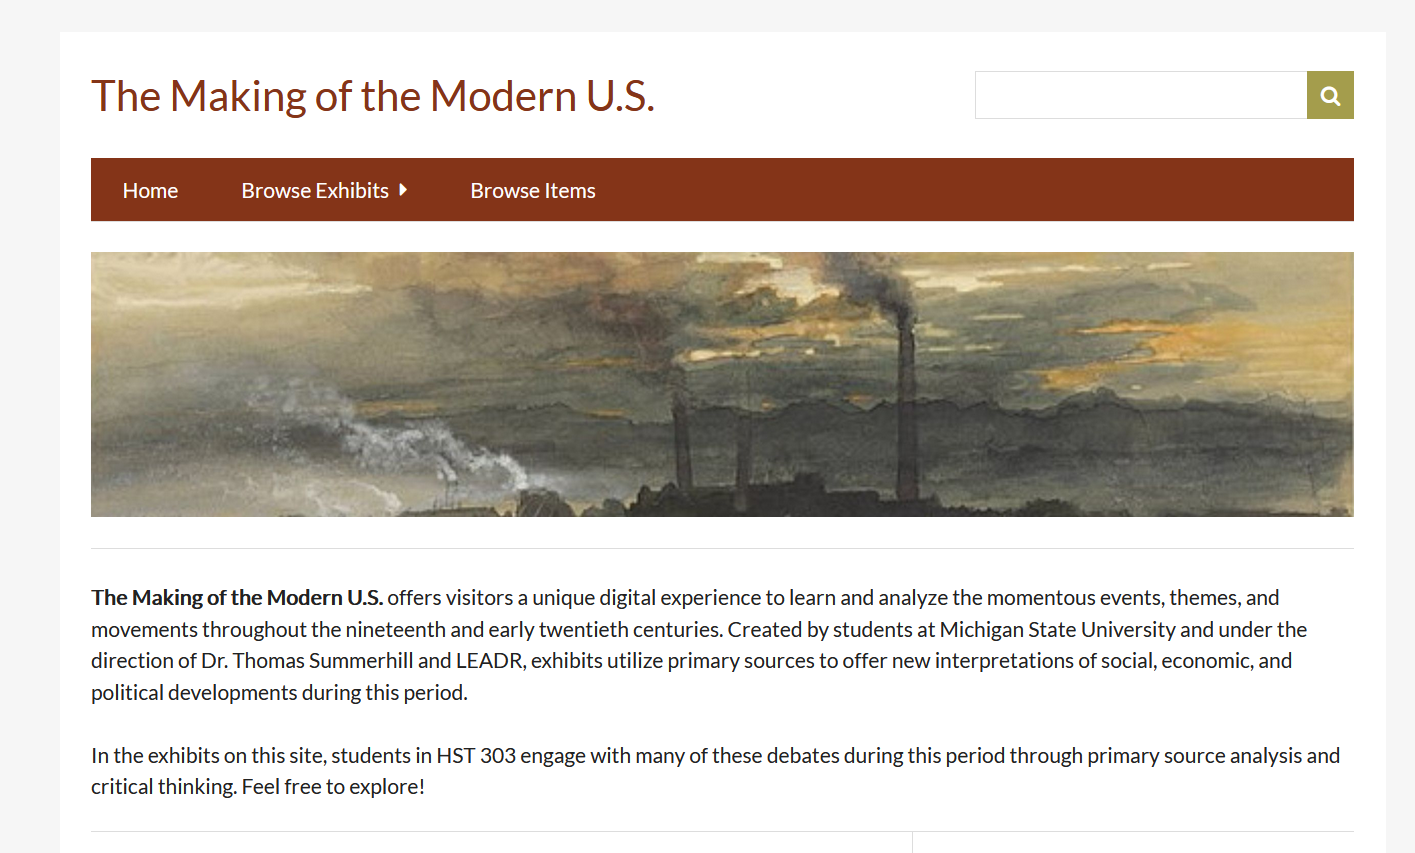 The Making of the Modern U.S.
Home Browse Exhibits Browse Items
The Making of the Modern U.S. offers visitors a unique digital experience to learn and analyze the momentous events, themes, and
movements throughout the nineteenth and early twentieth centuries. Created by students at Michigan State University and under the
direction of Dr. Thomas Summerhill and LEADR, exhibits utilize primary sources to offer new interpretations of social, economic, and
political developments during this period.
In the exhibits on this site, students in HST 303 engage with many of these debates during this period through primary source analysis and
critical thinking. Feel free to explore!